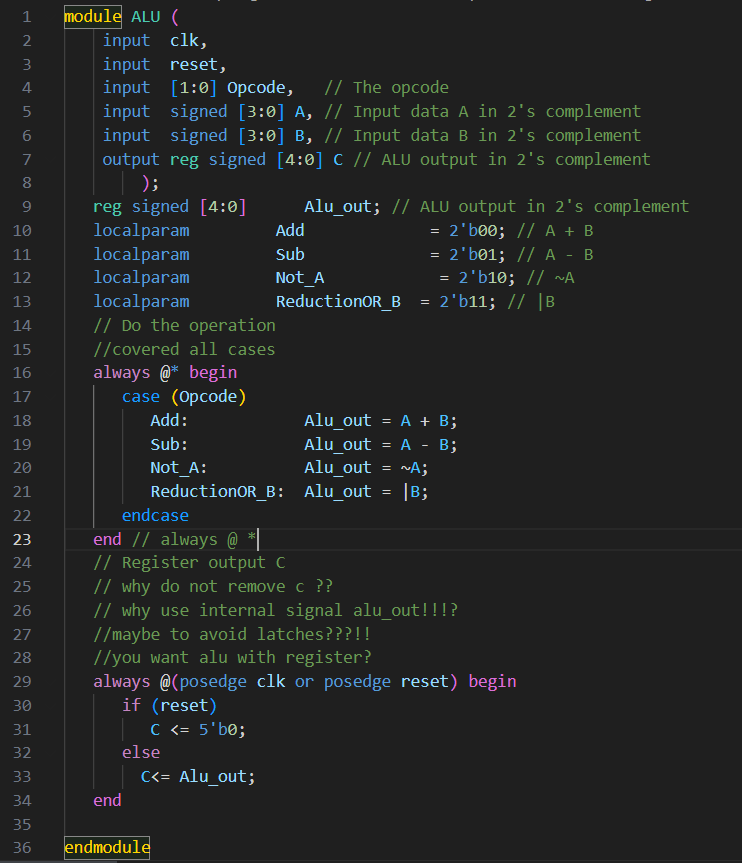 1 module ALU (
2 input clk,
3 input reset,
4 input [1:0] Opcode, // The opcode
5 input signed [3:0] A, // Input data A in 2's complement
6 input signed [3:0] B, // Input data B in 2's complement
7 output reg signed [4:0] C // ALU output in 2's complement
8 );
9 reg signed [4:0] Alu_out; // ALU output in 2's complement
10 localparam Add = 2'b00; // A + B
11 localparam Sub = 2'b01; // A - B
12 localparam Not_A = 2'b10; // ~A
13 localparam ReductionOR_B = 2'b11; // |B
14 // Do the operation
15 //covered all cases
16 always @* begin
17 case (Opcode)
18 Add: Alu_out = A + B;
19 Sub: Alu_out = A - B;
20 Not_A: Alu_out = ~A;
21 ReductionOR_B: Alu_out = |B;
22 endcase
23 end // always @ *
24 // Register output C
25 // why do not remove c ??
26 // why use internal signal alu_out!!!?
27 //maybe to avoid latches???!!
28 //you want alu with register?
29 always @(posedge clk or posedge reset) begin
30 if (reset)
31 C <= 5'b0;
32 else
33 C<= Alu_out;
34 end
35
36 endmodule